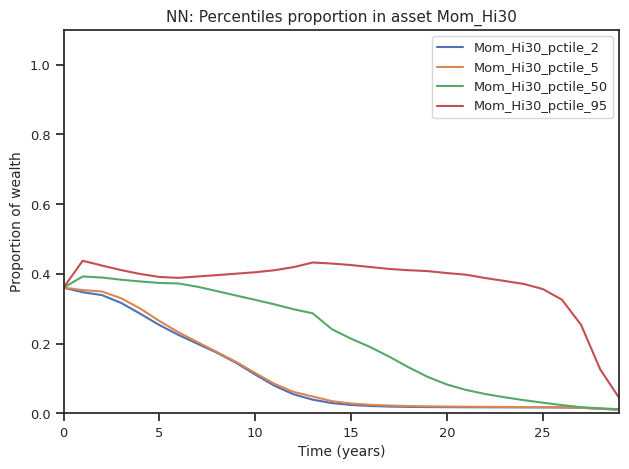 NN: Percentiles proportion in asset Mom_Hi30
Mom_Hi30_pctile_2
Mom_Hi30_pctile_5
Mom_Hi30_pctile_50
Mom_Hi30_pctile_95
Proportion of wealth
1.0
0.8
0.6
0.4
0.2
0.0
0 5 10 15 20 25
Time (years)